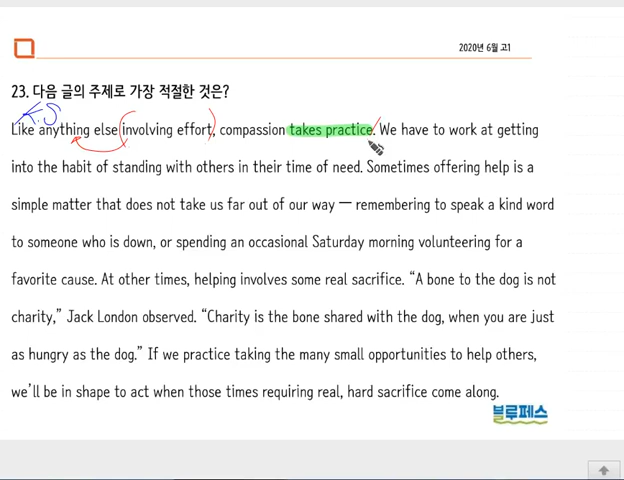 2020년 6월 고1
23. 다음 글의 주제로 가장 적절한 것은?
Like anything else involving effort, compassion takes practice. We have to work at getting
into the habit of standing with others in their time of need. Sometimes offering help is a
simple matter that does not take us far out of our way — remembering to speak a kind word
to someone who is down, or spending an occasional Saturday morning volunteering for a
favorite cause. At other times, helping involves some real sacrifice. “A bone to the dog is not
charity,” Jack London observed. “Charity is the bone shared with the dog, when you are just
as hungry as the dog.” If we practice taking the many small opportunities to help others,
we’ll be in shape to act when those times requiring real, hard sacrifice come along.
블루페스